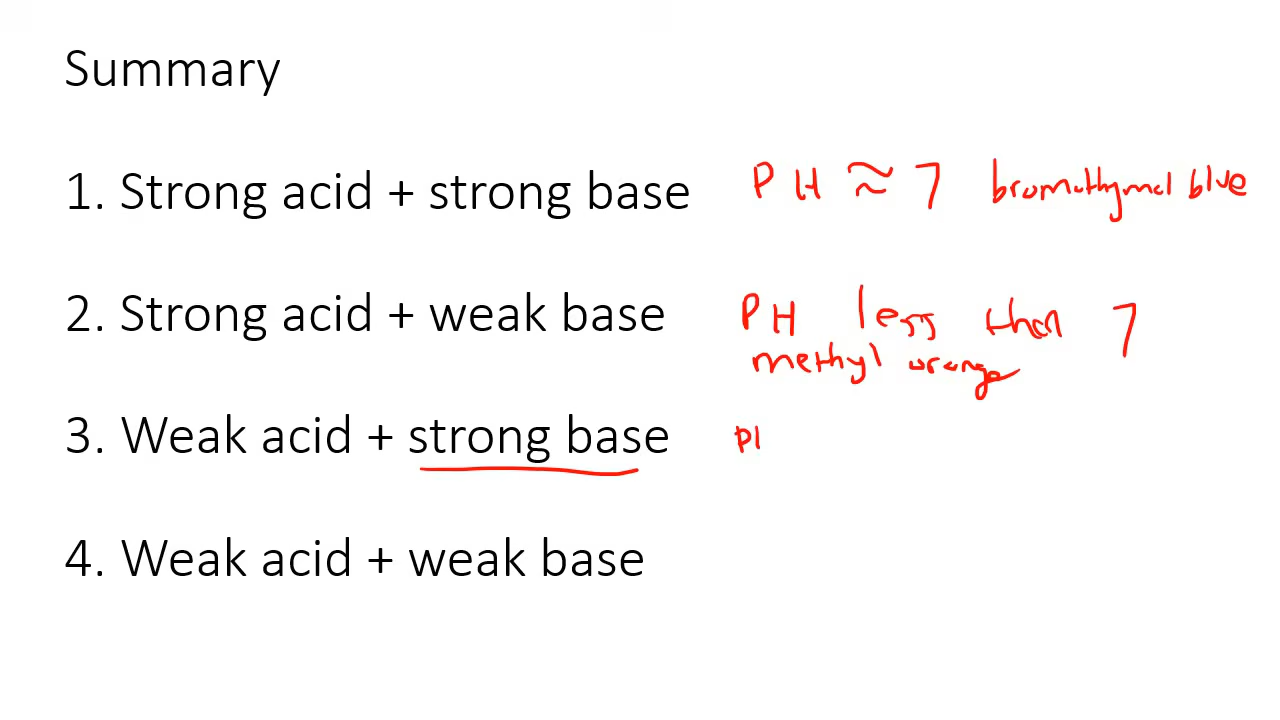 Summary
1. Strong acid + strong base PH ≈ 7 bromothymol blue
2. Strong acid + weak base PH less than 7
methyl orange
3. Weak acid + strong base pl
4. Weak acid + weak base